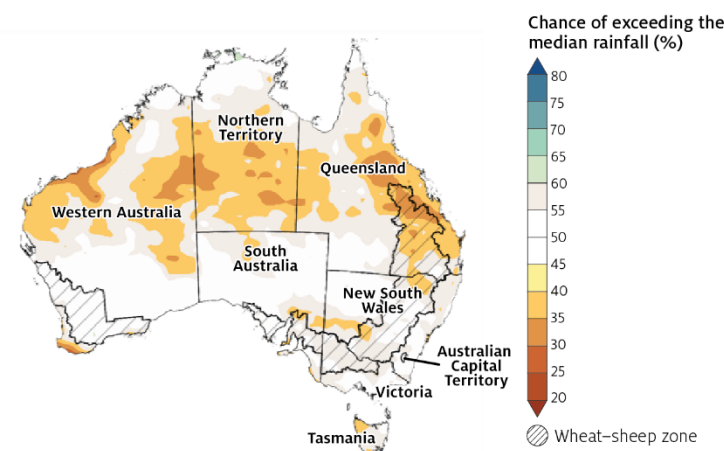 Chance of exceeding the
median rainfall (%)
80
75
70
65
60
55
50
45
40
35
30
25
20
Wheat–sheep zone
Northern
Territory
Queensland
Western Australia
South
Australia
New South
Wales
Australian
Capital
Territory
Victoria
Tasmania